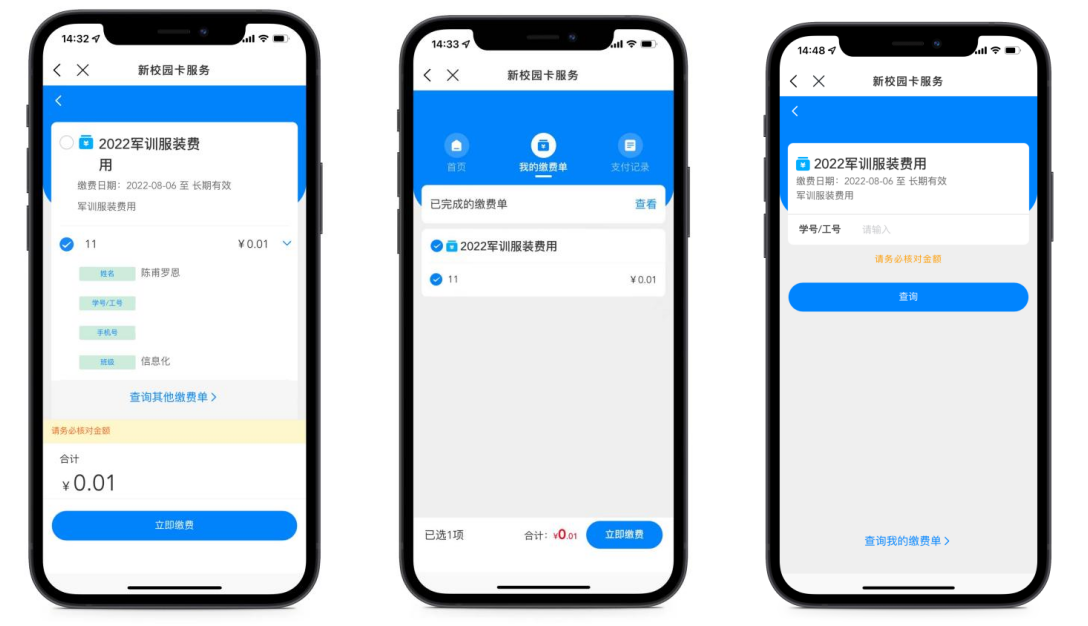 14:32
新校园卡服务
2022军训服装费
用
缴费日期：2022-08-06 至 长期有效
军训服装费用
11 ¥0.01
姓名 陈甫罗恩
学号/工号
手机号
班级 信息化
查询其他缴费单
请务必核对金额
合计
¥0.01
立即缴费
14:33
新校园卡服务
首页 我的缴费单 支付记录
已完成的缴费单 查看
2022军训服装费用
11 ¥0.01
已选1项 合计：¥0.01 立即缴费
14:48
新校园卡服务
2022军训服装费用
缴费日期：2022-08-06 至 长期有效
军训服装费用
学号/工号 请输入
请务必核对金额
查询
查询我的缴费单